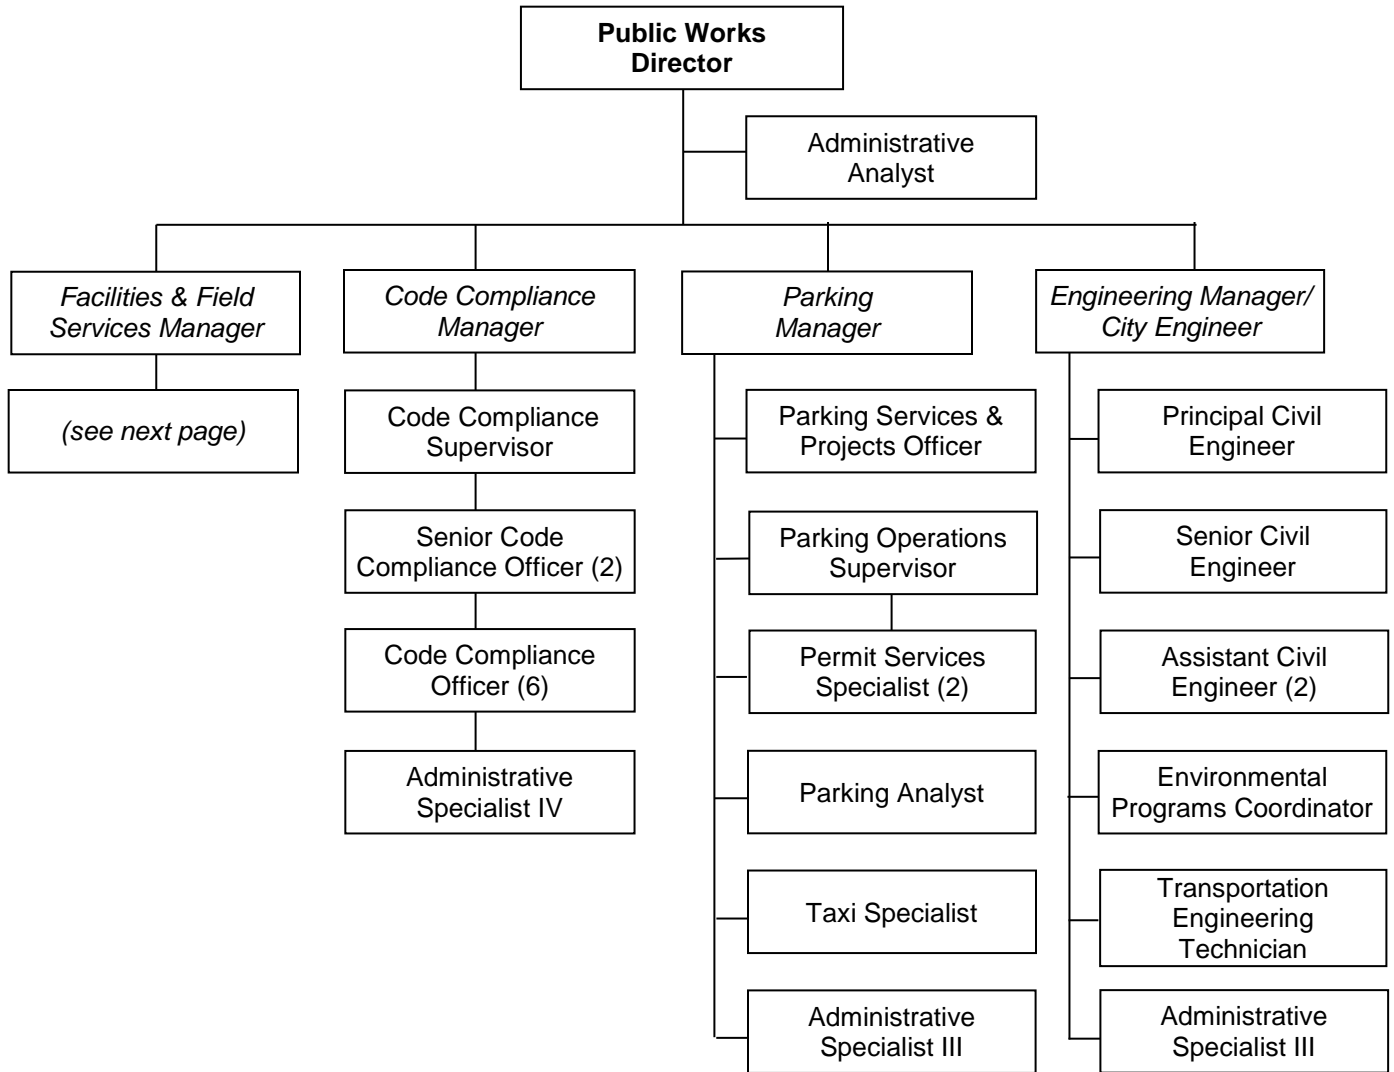 Public Works
Director
Administrative
Analyst
Facilities & Field
Services Manager
Code Compliance
Manager
Parking
Manager
Engineering Manager/
City Engineer
(see next page)
Code Compliance
Supervisor
Parking Services &
Projects Officer
Principal Civil
Engineer
Senior Code
Compliance Officer (2)
Parking Operations
Supervisor
Senior Civil
Engineer
Code Compliance
Officer (6)
Permit Services
Specialist (2)
Assistant Civil
Engineer (2)
Administrative
Specialist IV
Parking Analyst
Environmental
Programs Coordinator
Taxi Specialist
Transportation
Engineering
Technician
Administrative
Specialist III
Administrative
Specialist III